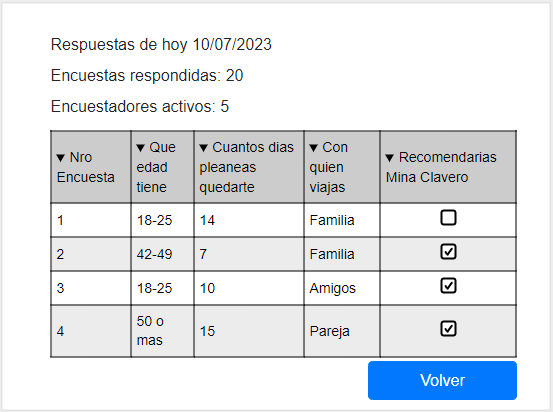 Respuestas de hoy 10/07/2023
Encuestas respondidas: 20
Encuestadores activos: 5
▼ Nro Encuesta ▼ Que edad tiene ▼ Cuantos dias pleaneas quedarte ▼ Con quien viajas ▼ Recomendarias Mina Clavero
1 18-25 14 Familia ☐
2 42-49 7 Familia ☑
3 18-25 10 Amigos ☑
4 50 o mas 15 Pareja ☑
Volver